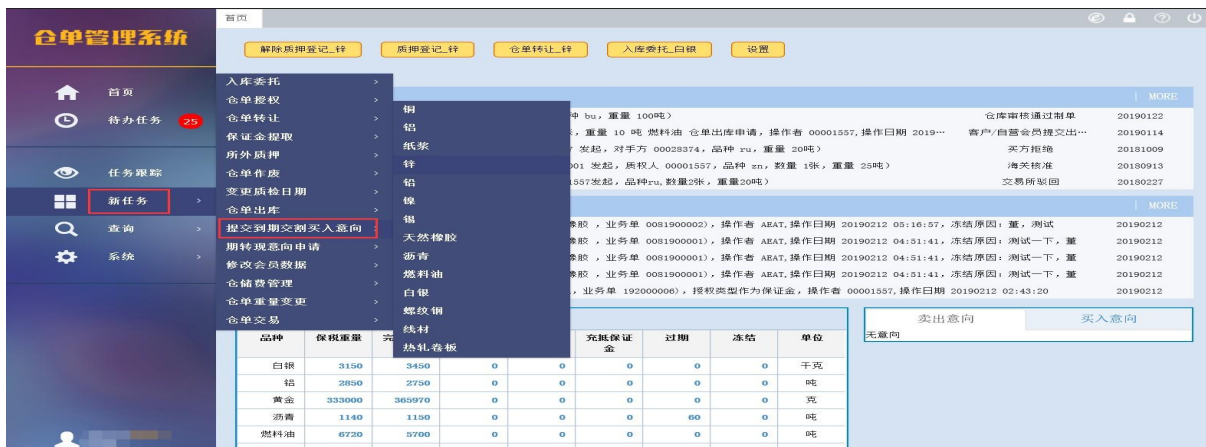 首页
仓单管理系统
解除质押登记_锌 质押登记_锌 仓单转让_锌 入库委托_白银 设置
首页
待办任务 25
任务跟踪
新任务 >
查询 >
系统 >
入库委托 >
仓单授权 >
仓单转让 >
保证金提取 >
所外质押 >
仓单作废 >
变更质检日期 >
仓单出库 >
提交到期交割买入意向 >
期转现意向申请 >
修改会员数据 >
仓储费管理 >
仓单重量变更 >
仓单交易 >
铜
铝
纸浆
锌
铅
镍
锡
天然橡胶
沥青
燃料油
白银
螺纹钢
线材
热轧卷板
| MORE
bu，重量 100吨） 仓库审核通过制单 20190122
，重量 10 吨 燃料油 仓单出库申请，操作者 00001557,操作日期 2019… 客户/自营会员提交出… 20190114
发起，对手方 00028374，品种 ru，重量 20吨） 买方拒绝 20181009
001 发起，质权人 00001557，品种 zn，数量 1张，重量 25吨） 海关核准 20180913
1557发起，品种ru,数量2张，重量20吨） 交易所驳回 20180227
| MORE
橡胶 ，业务单 0081900002)，操作者 AEAT,操作日期 20190212 05:16:57，冻结原因：董，测试 20190212
橡胶 ，业务单 0081900001)，操作者 AEAT,操作日期 20190212 04:51:41，冻结原因：测试一下，董 20190212
橡胶 ，业务单 0081900001)，操作者 AEAT,操作日期 20190212 04:51:41，冻结原因：测试一下，董 20190212
橡胶 ，业务单 0081900001)，操作者 AEAT,操作日期 20190212 04:51:41，冻结原因：测试一下，董 20190212
，业务单 192000006)，授权类型作为保证金，操作者 00001557,操作日期 20190212 02:43:20 20190212
卖出意向 买入意向
无意向
品种 保税重量 完 充抵保证金 过期 冻结 单位
白银 3150 3450 0 0 0 0 0 千克
铝 2850 2750 0 0 0 0 0 吨
黄金 333000 365970 0 0 0 0 0 克
沥青 1140 1150 0 0 0 60 0 吨
燃料油 6720 5700 0 0 0 0 0 吨